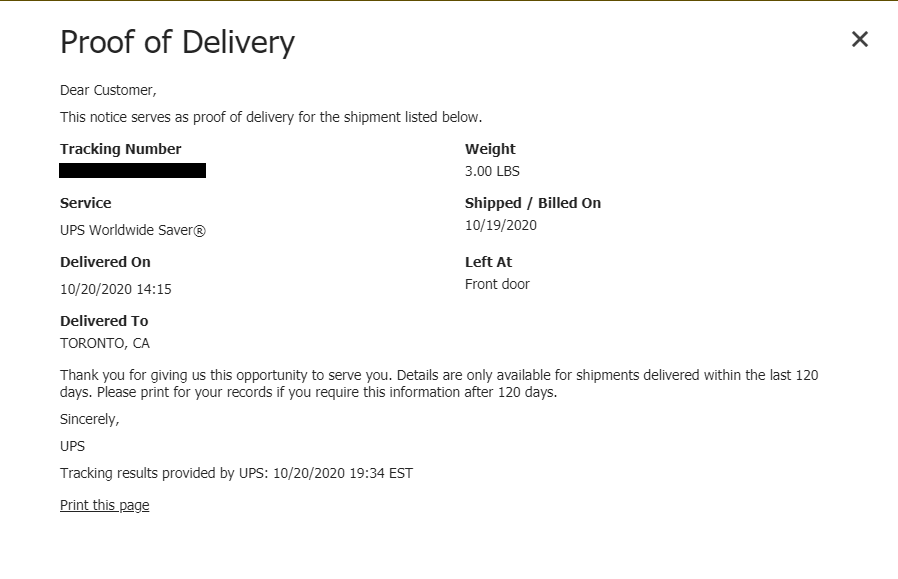 Proof of Delivery
Dear Customer,
This notice serves as proof of delivery for the shipment listed below.
Tracking Number
Weight
3.00 LBS
Service
Shipped / Billed On
UPS Worldwide Saver®
10/19/2020
Delivered On
Left At
10/20/2020 14:15
Front door
Delivered To
TORONTO, CA
Thank you for giving us this opportunity to serve you. Details are only available for shipments delivered within the last 120
days. Please print for your records if you require this information after 120 days.
Sincerely,
UPS
Tracking results provided by UPS: 10/20/2020 19:34 EST
Print this page